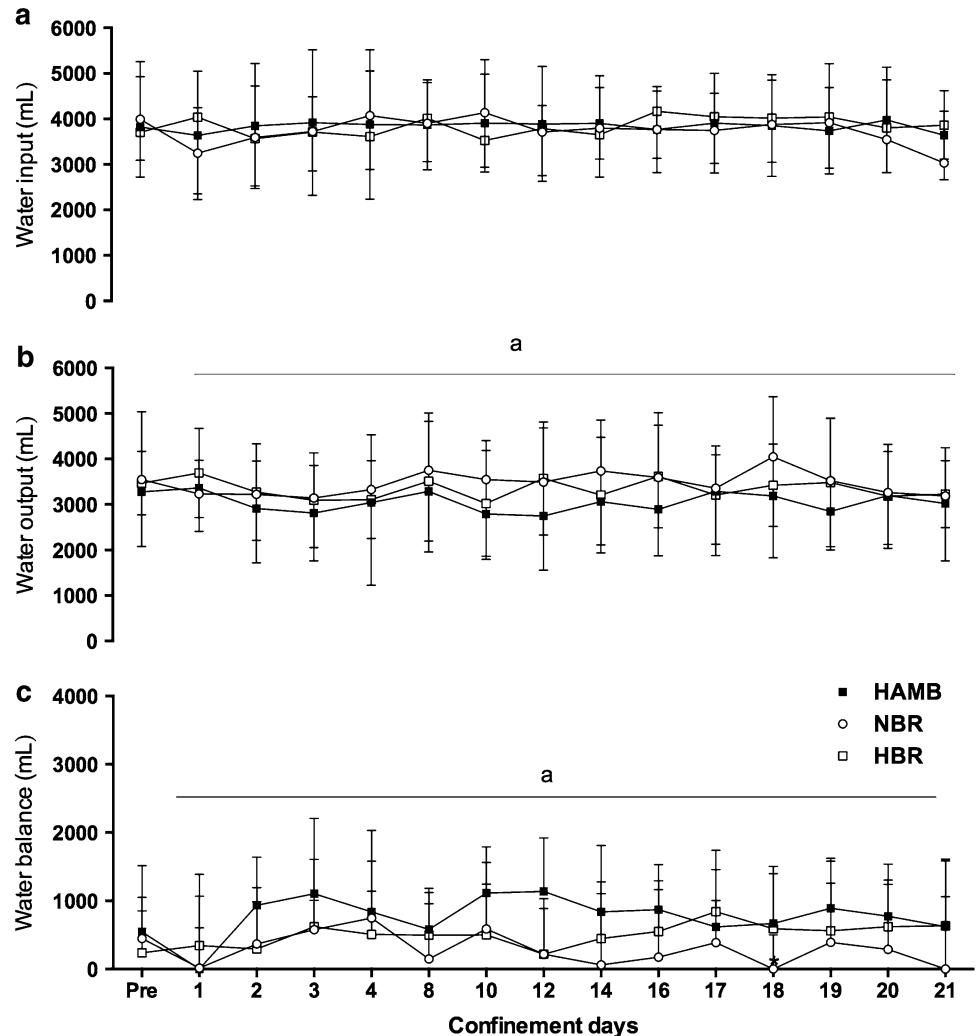 a
6000
5000
4000
3000
2000
1000
0
Water input (mL)
b
a
6000
5000
4000
3000
2000
1000
0
Water output (mL)
c
HAMB
NBR
HBR
a
4000
3000
2000
1000
0
Water balance (mL)
*
Pre 1 2 3 4 8 10 12 14 16 17 18 19 20 21
Confinement days